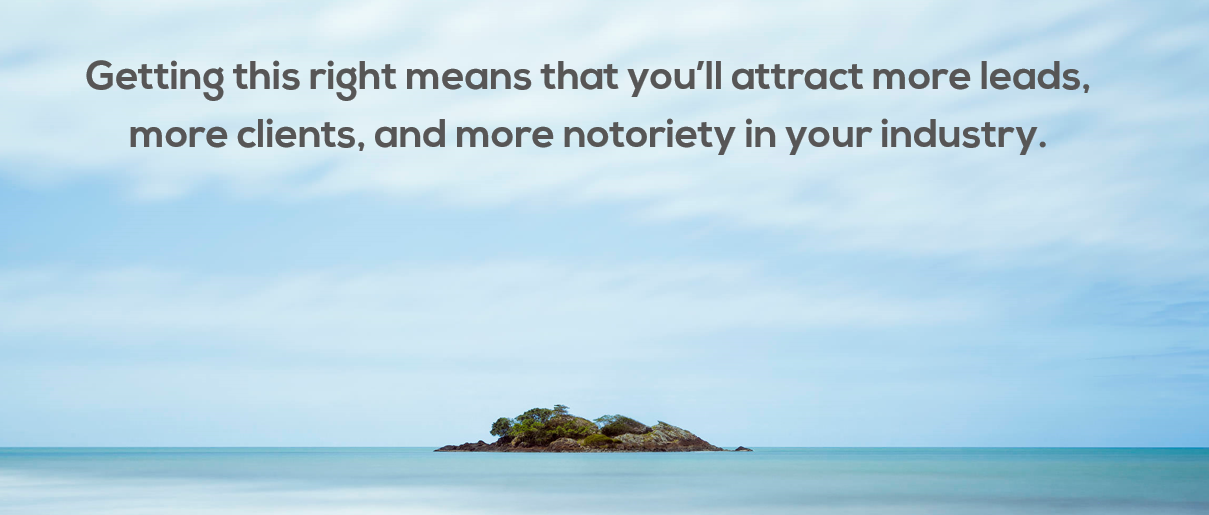 Getting this right means that you’ll attract more leads,
more clients, and more notoriety in your industry.